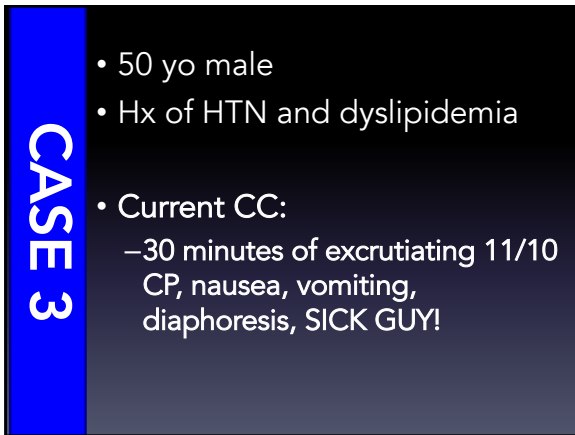 CASE 3
• 50 yo male
• Hx of HTN and dyslipidemia
• Current CC:
–30 minutes of excrutiating 11/10
CP, nausea, vomiting,
diaphoresis, SICK GUY!